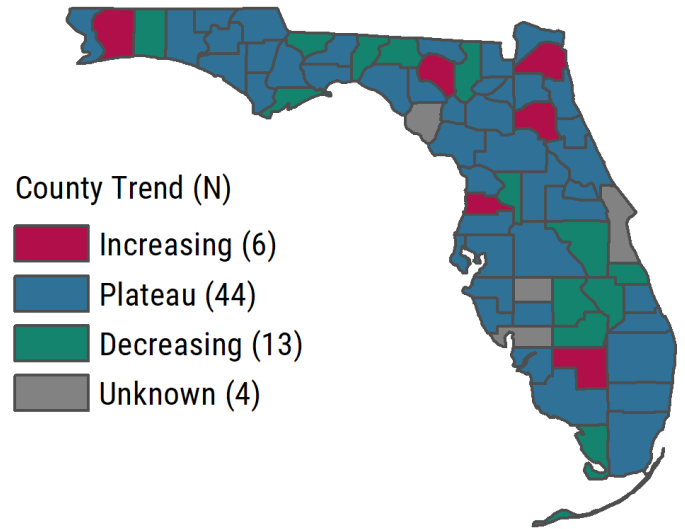 County Trend (N)
Increasing (6)
Plateau (44)
Decreasing (13)
Unknown (4)